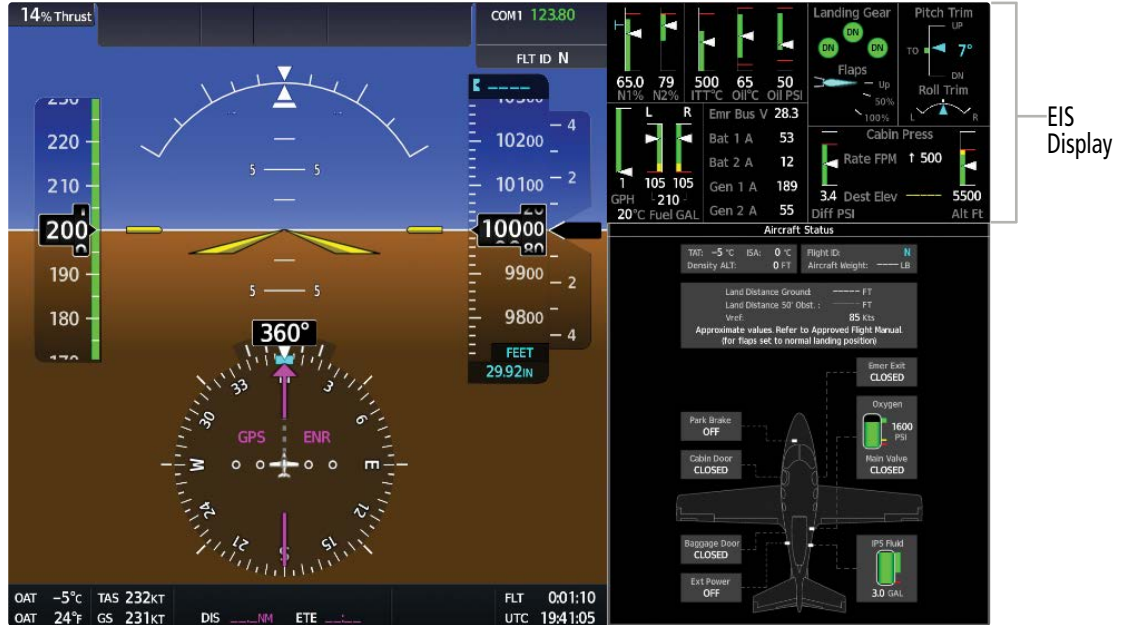 14% Thrust
COM1 123.80
FLT ID N
220
210
200
190
180
5 5
5 5
10200
10100
10000
9900
9800
4
2
2
4
FEET
29.92IN
360°
33
3
30
6
W
E
12
21
15
S
GPS ENR
OAT -5°C TAS 232KT
OAT 24°F GS 231KT DIS ___NM ETE __:__
FLT 0:01:10
UTC 19:41:05
65.0 79 500 65 50
N1% N2% ITT°C Oil°C Oil PSI
L R
1 105 105
GPH 210
20°C Fuel GAL
Emr Bus V 28.3
Bat 1 A 53
Bat 2 A 12
Gen 1 A 189
Gen 2 A 55
Landing Gear
DN
DN DN
Flaps
Up
50%
100%
Pitch Trim
UP
TO 7°
DN
Roll Trim
L R
Cabin Press
Rate FPM ↑ 500
3.4 Dest Elev _____ 5500
Diff PSI Alt Ft
EIS
Display
Aircraft Status
TAT: -5 °C ISA: 0 °C
Density ALT: 0 FT
Flight ID: N
Aircraft Weight: ----- LB
Land Distance Ground: ----- FT
Land Distance 50' Obst. : ----- FT
Vref: 85 Kts
Approximate values. Refer to Approved Flight Manual
(for flaps set to normal landing position)
Emer Exit
CLOSED
Oxygen
1600
PSI
Main Valve
CLOSED
Park Brake
OFF
Cabin Door
CLOSED
Baggage Door
CLOSED
Ext Power
OFF
IPS Fluid
3.0 GAL